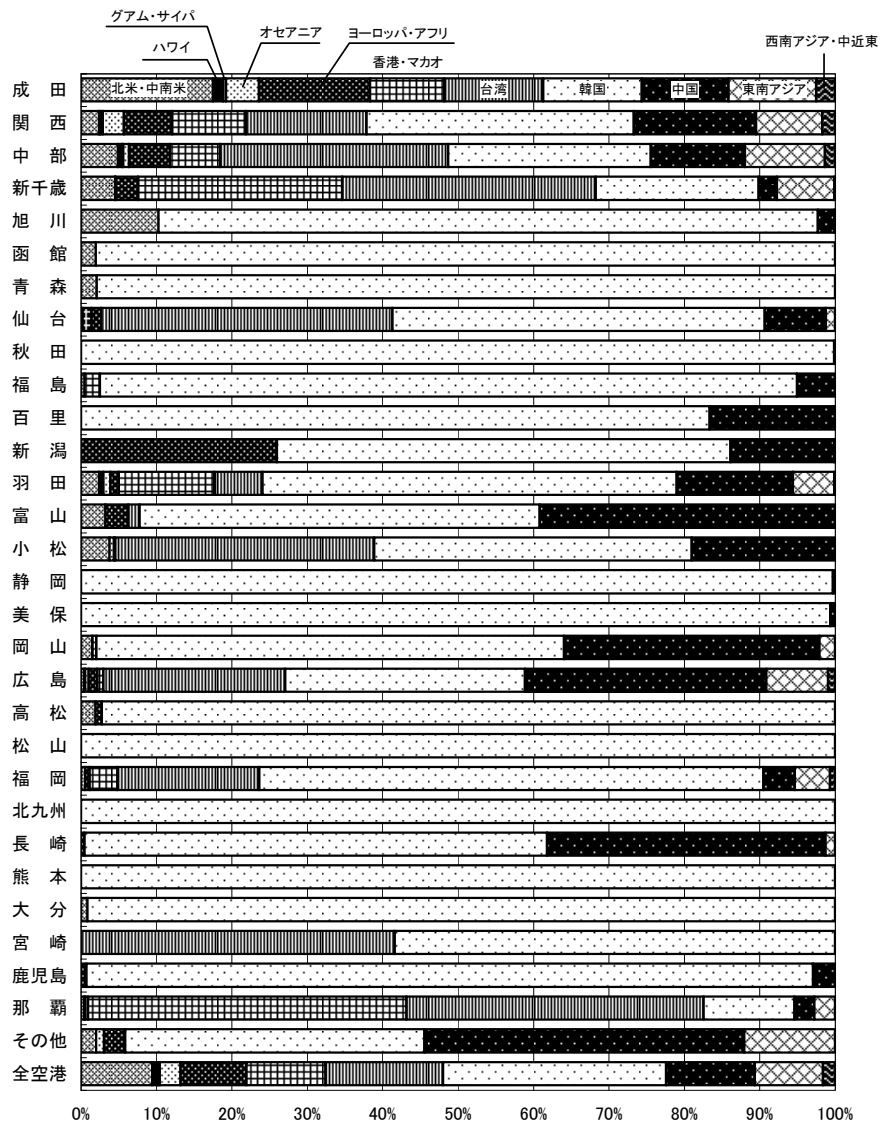 グアム・サイパ
ハワイ
オセアニア
ヨーロッパ・アフリ
香港・マカオ
西南アジア・中近東
成田 北米・中南米 台湾 韓国 中国 東南アジア
関西
中部
新千歳
旭川
函館
青森
仙台
秋田
福島
百里
新潟
羽田
富山
小松
静岡
美保
岡山
広島
高松
松山
福岡
北九州
長崎
熊本
大分
宮崎
鹿児島
那覇
その他
全空港
0% 10% 20% 30% 40% 50% 60% 70% 80% 90% 100%